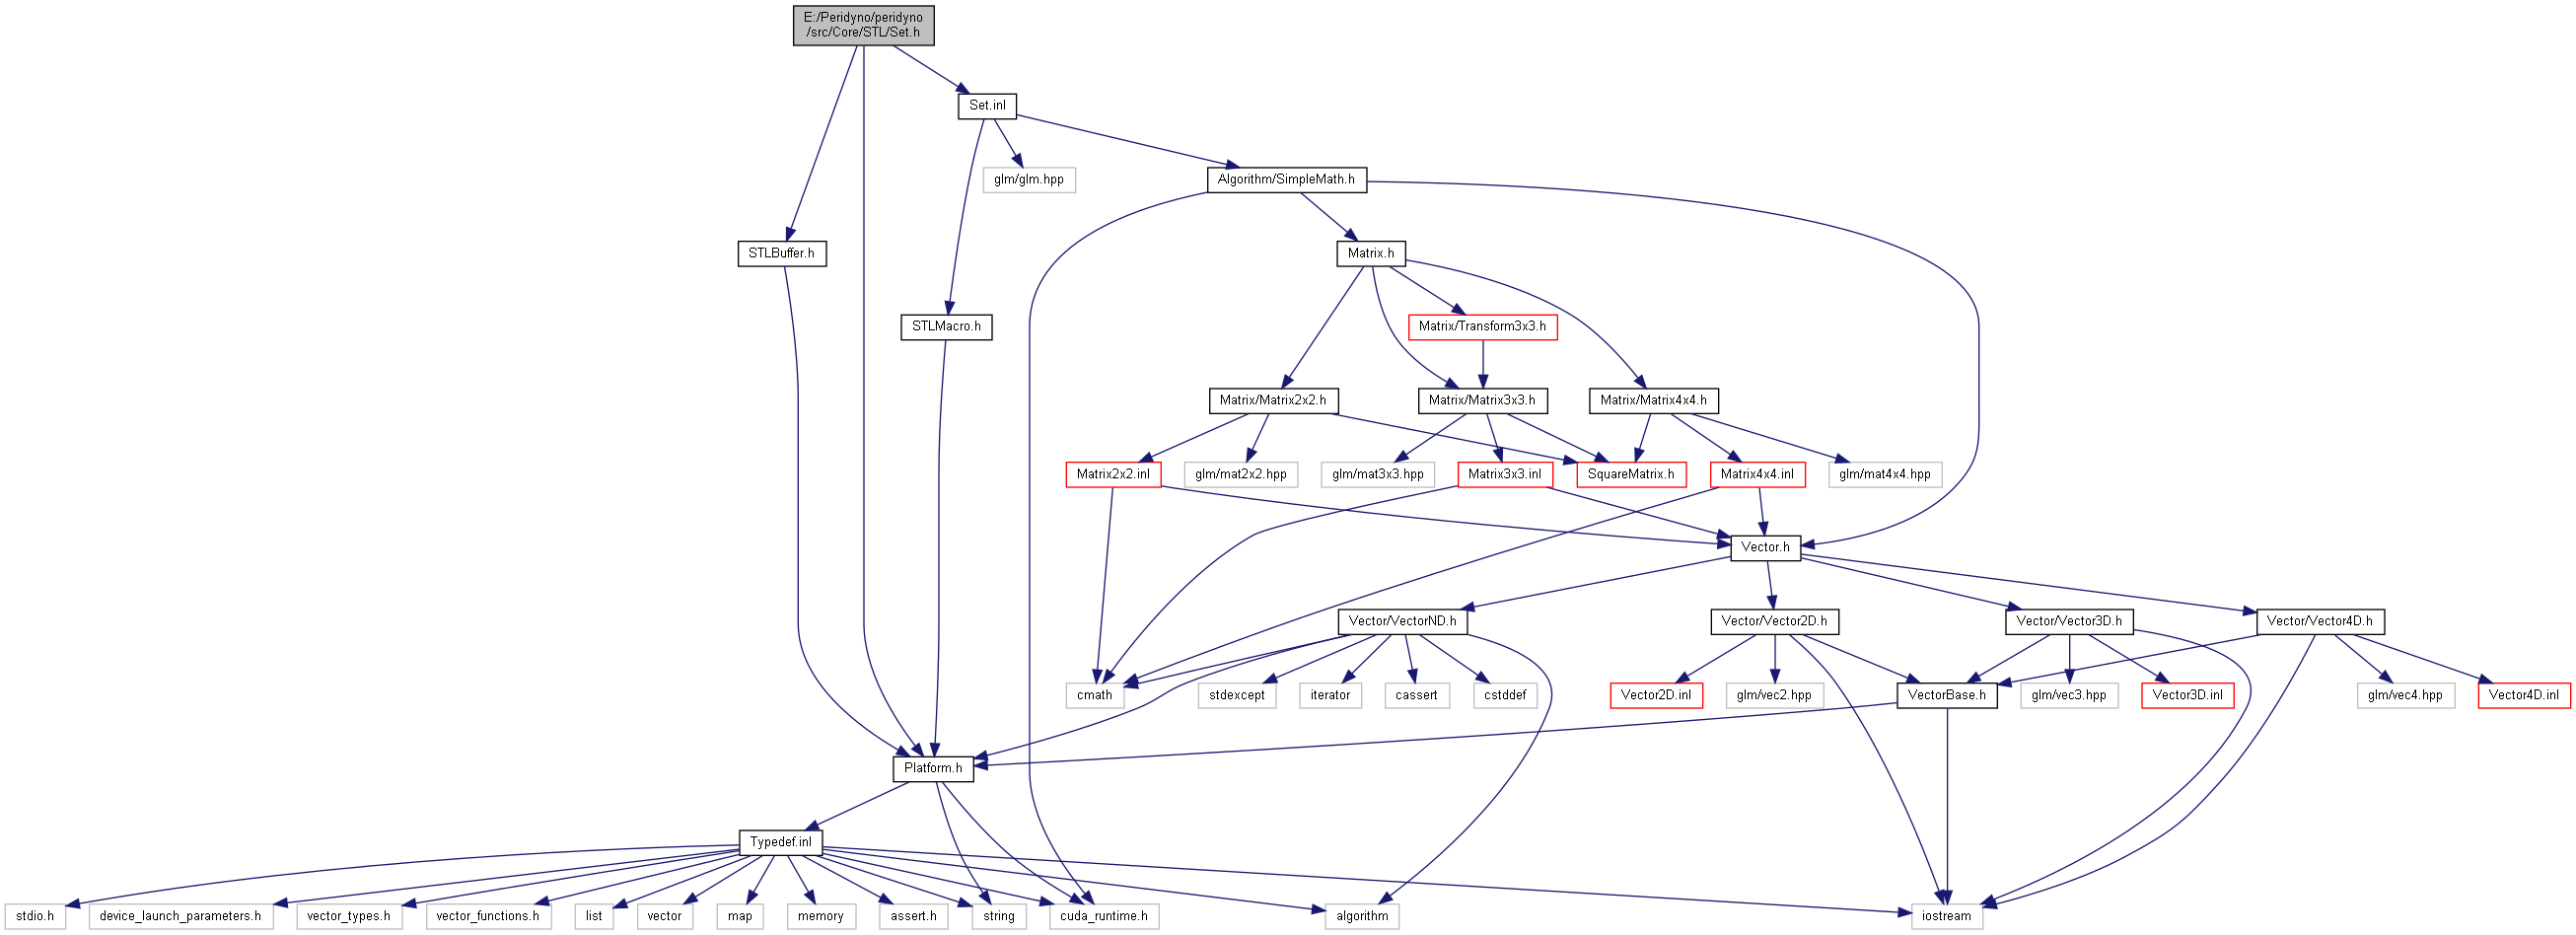 E:/Peridyno/peridyno
/src/Core/STL/Set.h
Set.inl
glm/glm.hpp
Algorithm/SimpleMath.h
STLBuffer.h
Matrix.h
STLMacro.h
Matrix/Transform3x3.h
Matrix/Matrix2x2.h
Matrix/Matrix3x3.h
Matrix/Matrix4x4.h
Matrix2x2.inl
glm/mat2x2.hpp
glm/mat3x3.hpp
Matrix3x3.inl
SquareMatrix.h
Matrix4x4.inl
glm/mat4x4.hpp
Vector.h
Vector/VectorND.h
Vector/Vector2D.h
Vector/Vector3D.h
Vector/Vector4D.h
cmath
stdexcept
iterator
cassert
cstddef
Vector2D.inl
glm/vec2.hpp
VectorBase.h
glm/vec3.hpp
Vector3D.inl
glm/vec4.hpp
Vector4D.inl
Platform.h
Typedef.inl
stdio.h
device_launch_parameters.h
vector_types.h
vector_functions.h
list
vector
map
memory
assert.h
string
cuda_runtime.h
algorithm
iostream